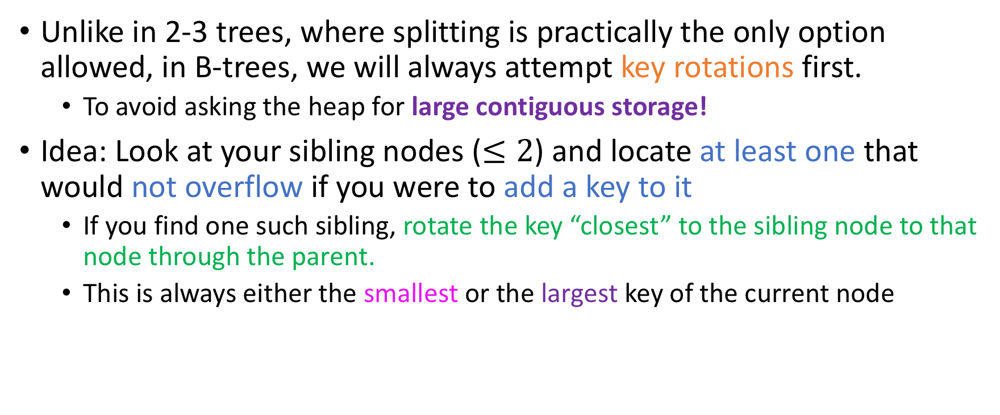 • Unlike in 2-3 trees, where splitting is practically the only option
allowed, in B-trees, we will always attempt key rotations first.
• To avoid asking the heap for large contiguous storage!
• Idea: Look at your sibling nodes (≤ 2) and locate at least one that
would not overflow if you were to add a key to it
• If you find one such sibling, rotate the key “closest” to the sibling node to that
node through the parent.
• This is always either the smallest or the largest key of the current node